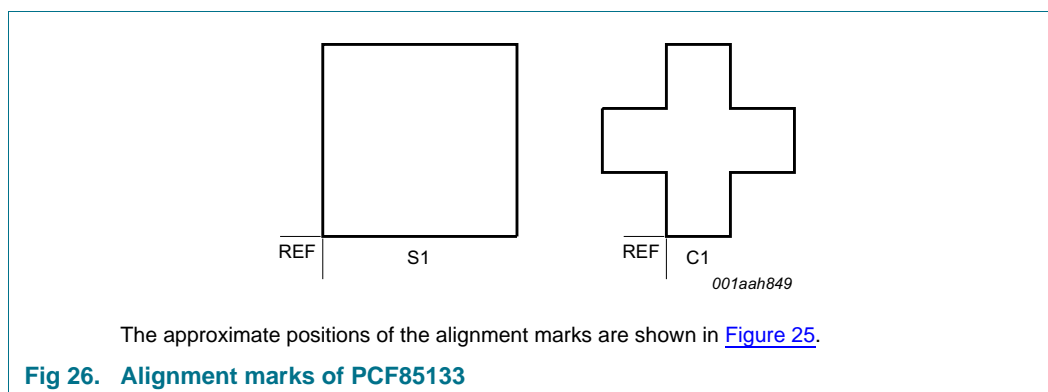 REF
S1
REF
C1
001aah849
The approximate positions of the alignment marks are shown in Figure 25.
Fig 26. Alignment marks of PCF85133